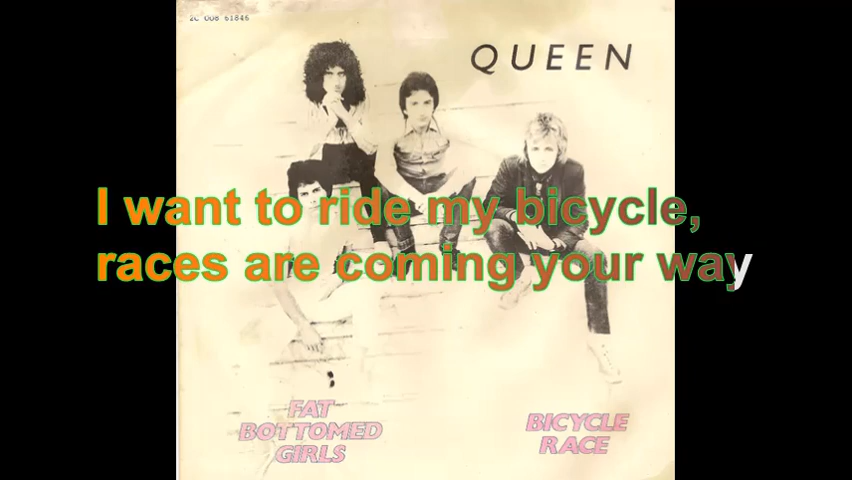 2C 008 61846
QUEEN
I want to ride my bicycle,
races are coming your way
FAT
BOTTOMED
GIRLS
BICYCLE
RACE